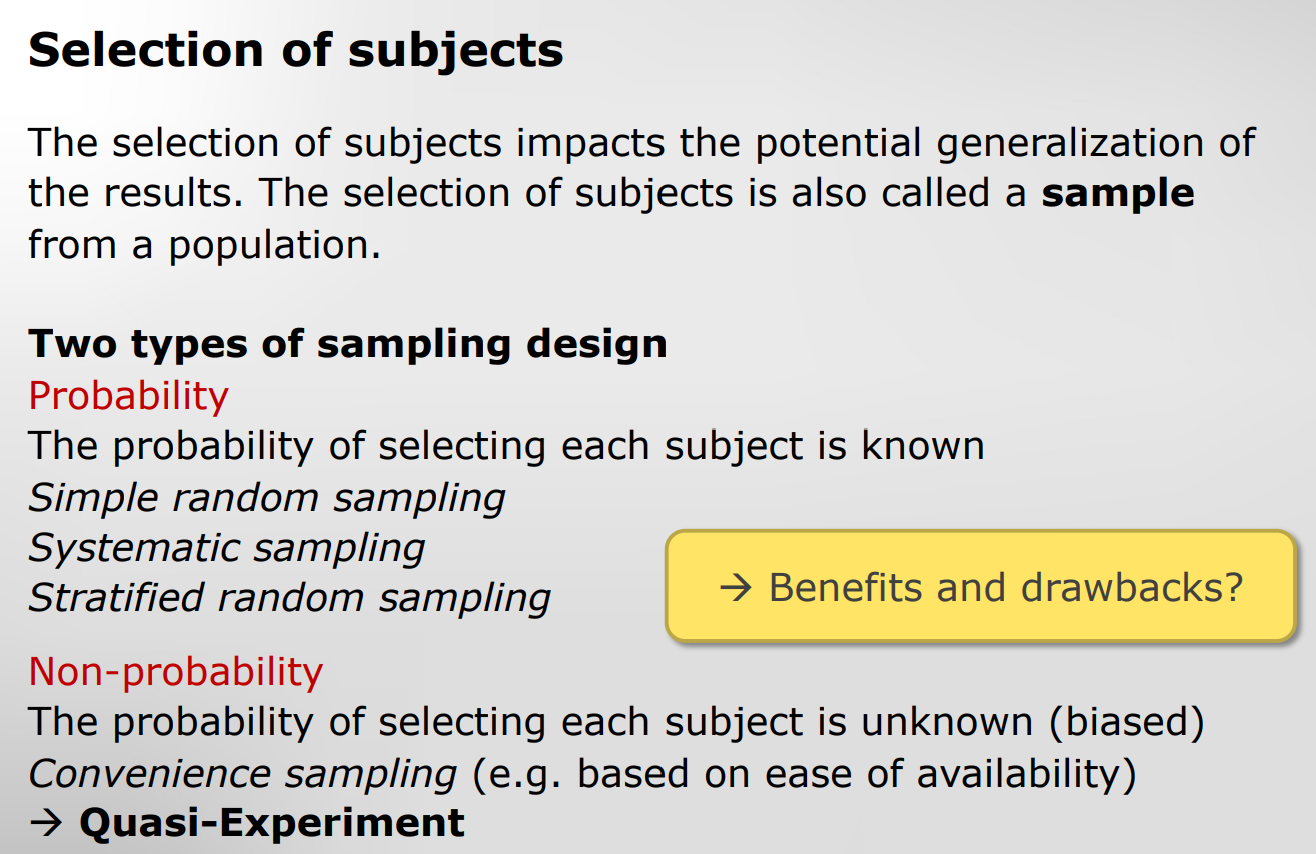 Selection of subjects
The selection of subjects impacts the potential generalization of
the results. The selection of subjects is also called a sample
from a population.
Two types of sampling design
Probability
The probability of selecting each subject is known
Simple random sampling
Systematic sampling
Stratified random sampling
→ Benefits and drawbacks?
Non-probability
The probability of selecting each subject is unknown (biased)
Convenience sampling (e.g. based on ease of availability)
→ Quasi-Experiment